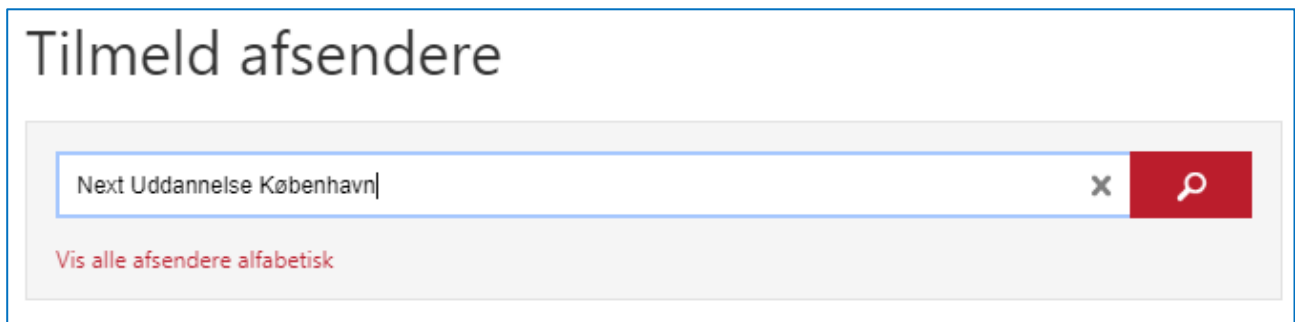 Tilmeld afsendere
Next Uddannelse København
Vis alle afsendere alfabetisk